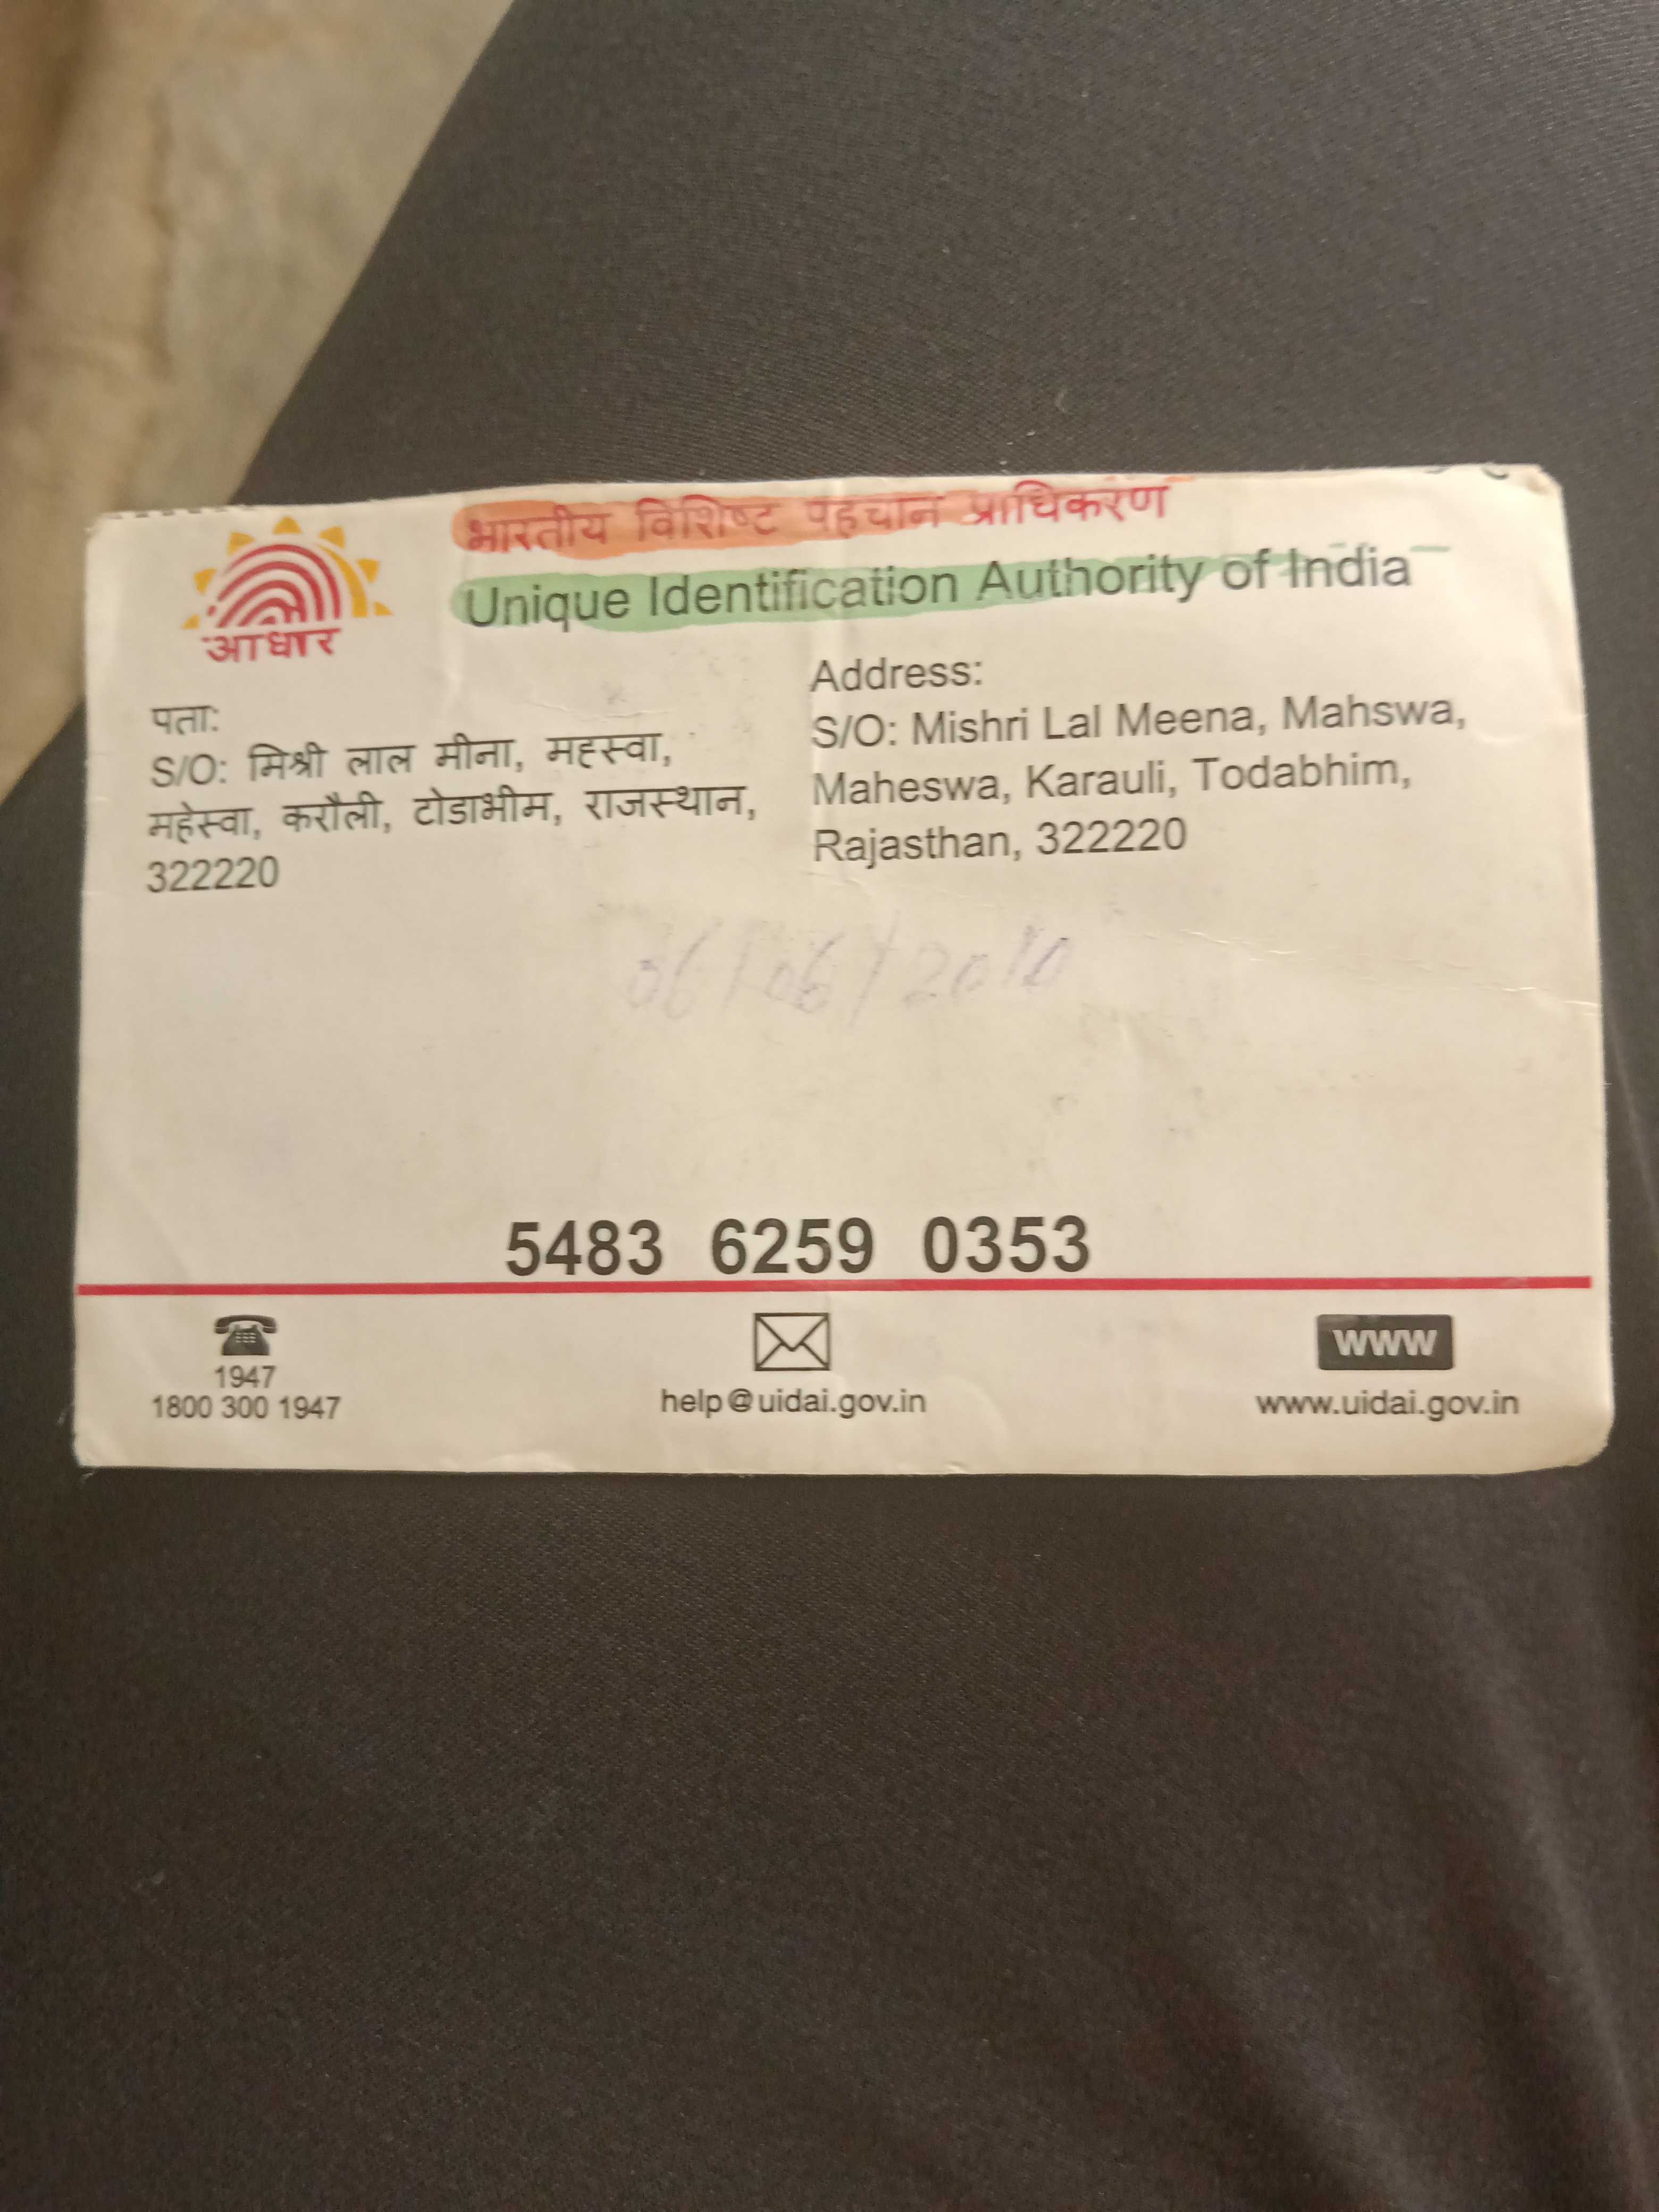 भारतीय विशिष्ट पहचान प्राधिकरण
Unique Identification Authority of India
आधार
पता:
S/O: मिश्री लाल मीना, महस्वा,
महेस्वा, करौली, टोडाभीम, राजस्थान,
322220
Address:
S/O: Mishri Lal Meena, Mahswa,
Maheswa, Karauli, Todabhim,
Rajasthan, 322220
06/06/2010
5483 6259 0353
1947
1800 300 1947
help@uidai.gov.in
WWW
www.uidai.gov.in